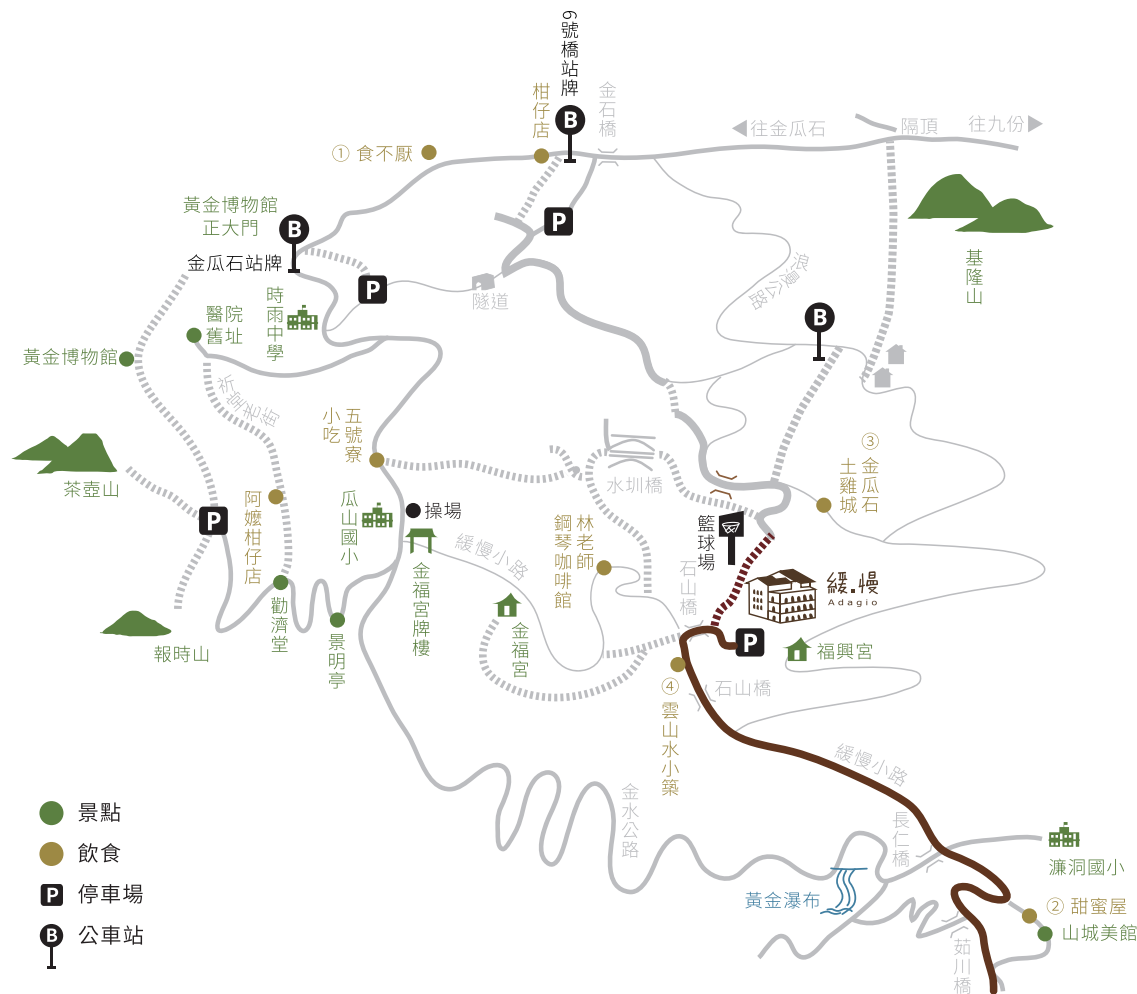 6號橋站牌
B
柑仔店
金石橋
① 食不厭
往金瓜石
隔頂
往九份
黃金博物館
正大門
B
金瓜石站牌
P
P
隧道
浪漫公路
基隆山
時雨中學
醫院
舊址
黃金博物館
B
祈堂老街
五號寮
小吃
③
金瓜石
土雞城
茶壺山
阿嬤柑仔店
瓜山國小
操場
水圳橋
P
緩慢小路
林老師
鋼琴咖啡館
籃球場
石山橋
緩慢
Adagio
金福宮牌樓
金福宮
勸濟堂
景明亭
報時山
P
福興宮
④
雲山水小築
石山橋
緩慢小路
金水公路
長仁橋
濂洞國小
黃金瀑布
② 甜蜜屋
山城美館
茹川橋
景點
飲食
P
停車場
B
公車站